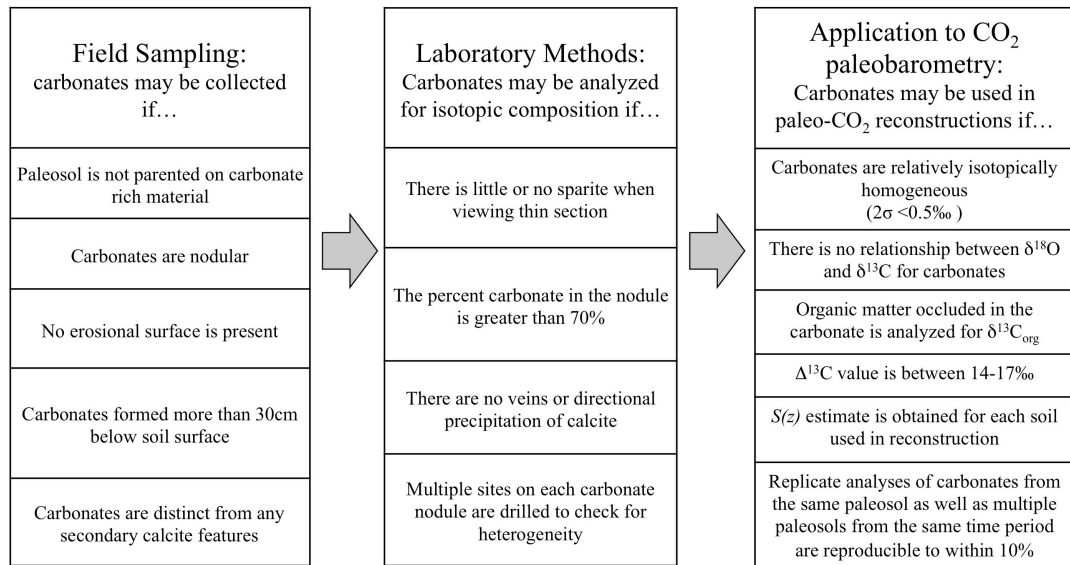 Field Sampling:
carbonates may be collected
if…
Paleosol is not parented on carbonate
rich material
Carbonates are nodular
No erosional surface is present
Carbonates formed more than 30cm
below soil surface
Carbonates are distinct from any
secondary calcite features
Laboratory Methods:
Carbonates may be analyzed
for isotopic composition if…
There is little or no sparite when
viewing thin section
The percent carbonate in the nodule
is greater than 70%
There are no veins or directional
precipitation of calcite
Multiple sites on each carbonate
nodule are drilled to check for
heterogeneity
Application to CO₂
paleobarometry:
Carbonates may be used in
paleo-CO₂ reconstructions if…
Carbonates are relatively isotopically
homogeneous
(2σ <0.5‰ )
There is no relationship between δ¹⁸O
and δ¹³C for carbonates
Organic matter occluded in the
carbonate is analyzed for δ¹³C_org
Δ¹³C value is between 14-17‰
S(z) estimate is obtained for each soil
used in reconstruction
Replicate analyses of carbonates from
the same paleosol as well as multiple
paleosols from the same time period
are reproducible to within 10%